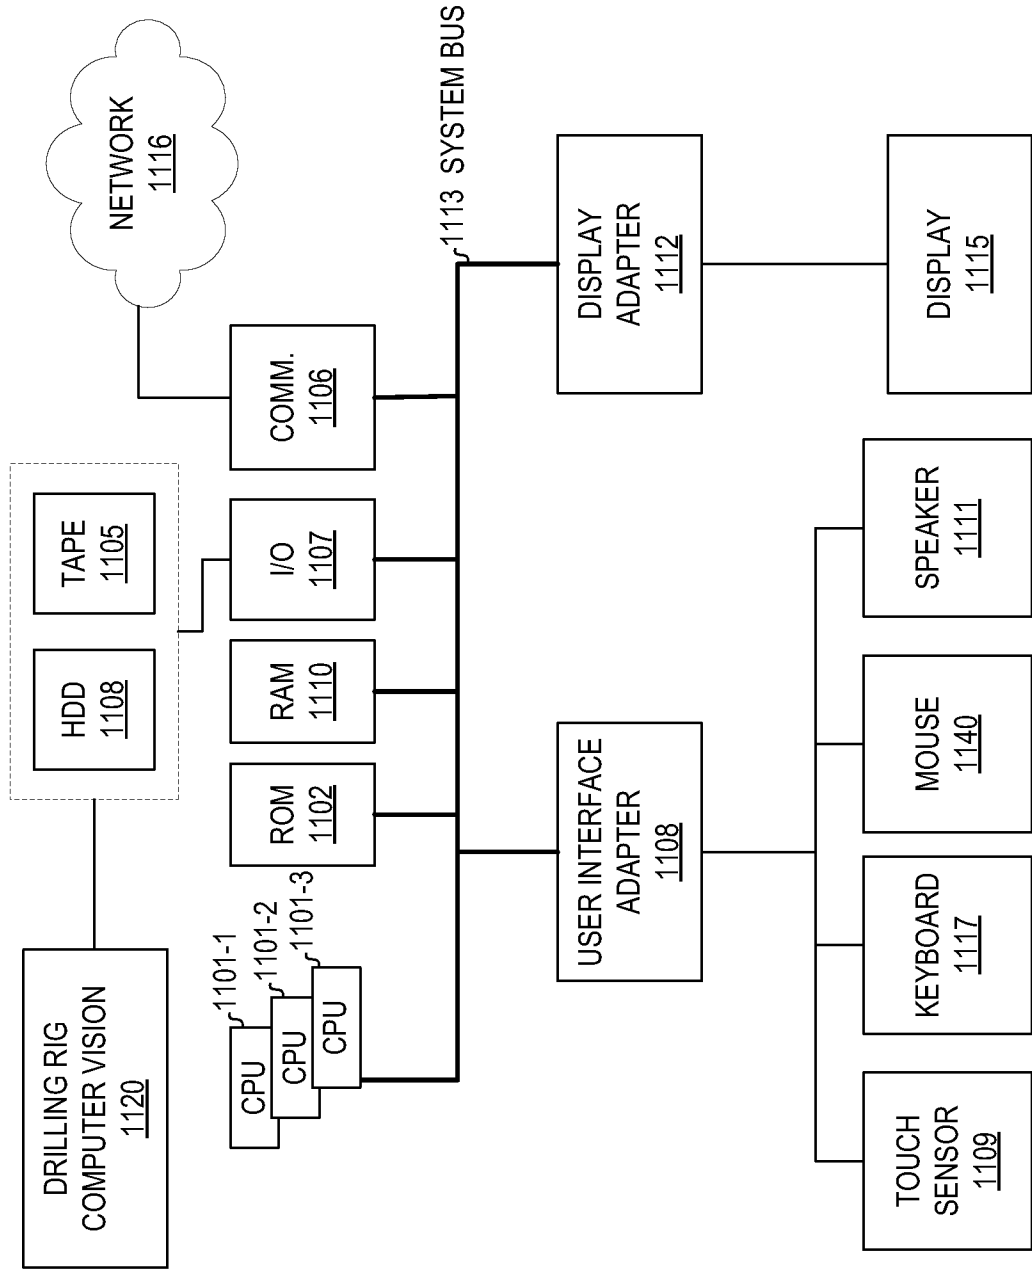 DRILLING RIG
COMPUTER VISION
1120
HDD
1108
TAPE
1105
NETWORK
1116
CPU
1101-1
CPU
1101-2
CPU
1101-3
ROM
1102
RAM
1110
I/O
1107
COMM.
1106
1113 SYSTEM BUS
USER INTERFACE
ADAPTER
1108
DISPLAY
ADAPTER
1112
TOUCH
SENSOR
1109
KEYBOARD
1117
MOUSE
1140
SPEAKER
1111
DISPLAY
1115